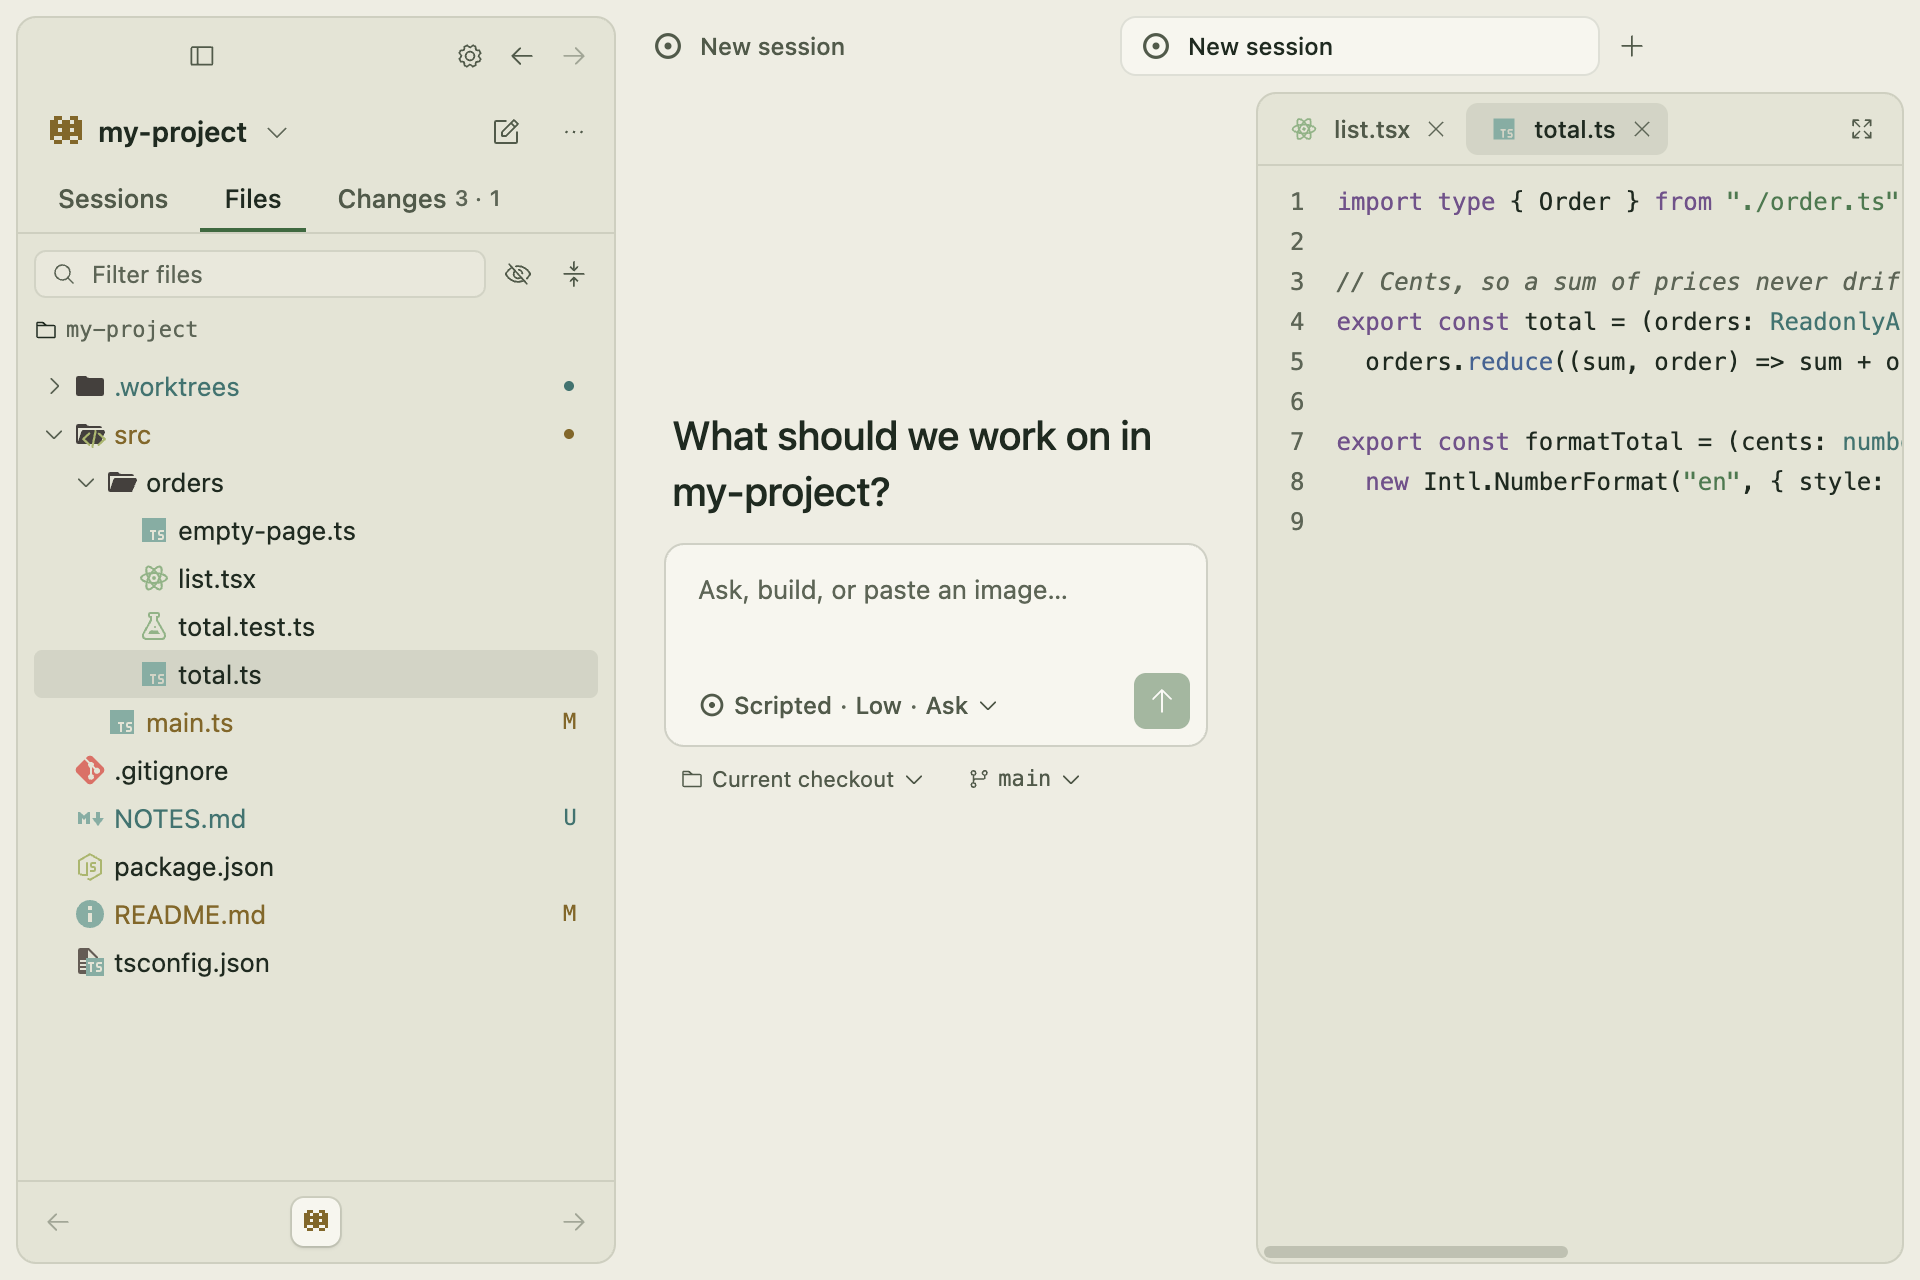 New session
New session
my-project
Sessions
Files
Changes 3 · 1
Filter files
my-project
.worktrees
src
orders
empty-page.ts
list.tsx
total.test.ts
total.ts
main.ts M
.gitignore
NOTES.md U
package.json
README.md M
tsconfig.json
What should we work on in
my-project?
Ask, build, or paste an image...
Scripted · Low · Ask
Current checkout
main
list.tsx
total.ts
1 import type { Order } from "./order.ts"
2
3 // Cents, so a sum of prices never drif
4 export const total = (orders: ReadonlyA
5 orders.reduce((sum, order) => sum + o
6
7 export const formatTotal = (cents: numb
8 new Intl.NumberFormat("en", { style:
9